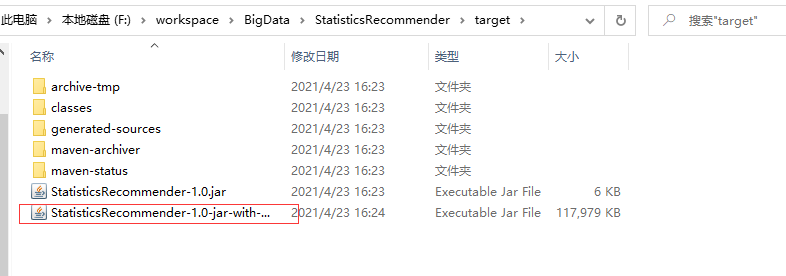 此电脑 › 本地磁盘 (F:) › workspace › BigData › StatisticsRecommender › target › 搜索"target"
名称 修改日期 类型 大小
archive-tmp 2021/4/23 16:23 文件夹
classes 2021/4/23 16:23 文件夹
generated-sources 2021/4/23 16:23 文件夹
maven-archiver 2021/4/23 16:23 文件夹
maven-status 2021/4/23 16:23 文件夹
StatisticsRecommender-1.0.jar 2021/4/23 16:23 Executable Jar File 6 KB
StatisticsRecommender-1.0-jar-with-... 2021/4/23 16:24 Executable Jar File 117,979 KB